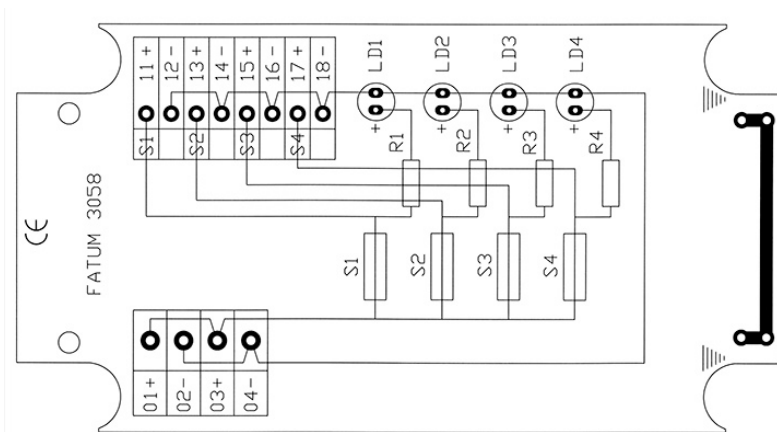 11+ 12- 13+ 14- 15+ 16- 17+ 18-
S1 S2 S3 S4
LD1 LD2 LD3 LD4
+ + + +
R1 R2 R3 R4
CE
FATUM 3058
S1 S2 S3 S4
01+ 02- 03+ 04-